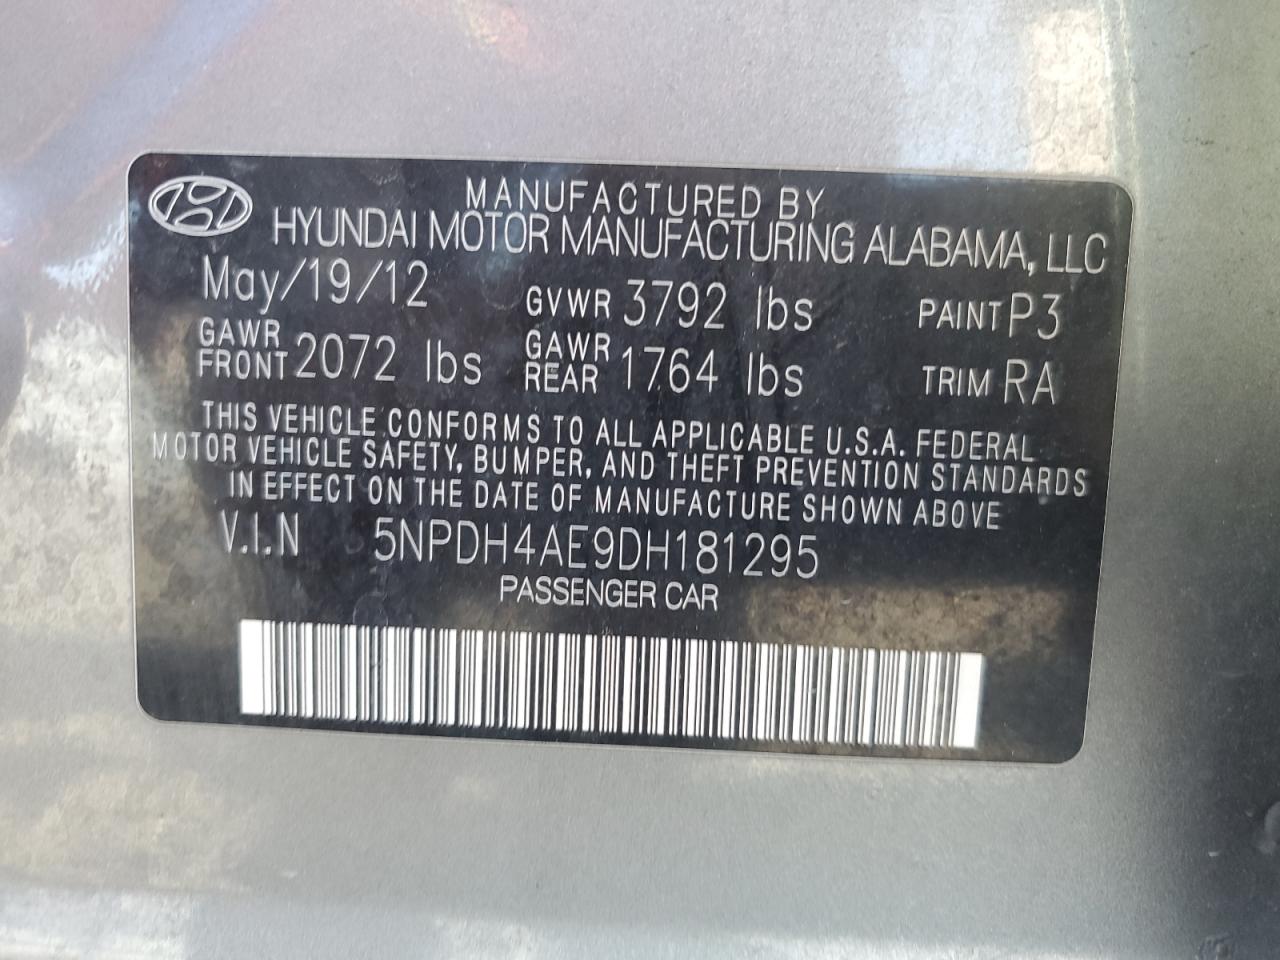 MANUFACTURED BY
HYUNDAI MOTOR MANUFACTURING ALABAMA, LLC
May/19/12 GVWR 3792 lbs PAINT P3
GAWR FRONT 2072 lbs GAWR REAR 1764 lbs TRIM RA
THIS VEHICLE CONFORMS TO ALL APPLICABLE U.S.A. FEDERAL
MOTOR VEHICLE SAFETY, BUMPER, AND THEFT PREVENTION STANDARDS
IN EFFECT ON THE DATE OF MANUFACTURE SHOWN ABOVE
V.I.N 5NPDH4AE9DH181295
PASSENGER CAR